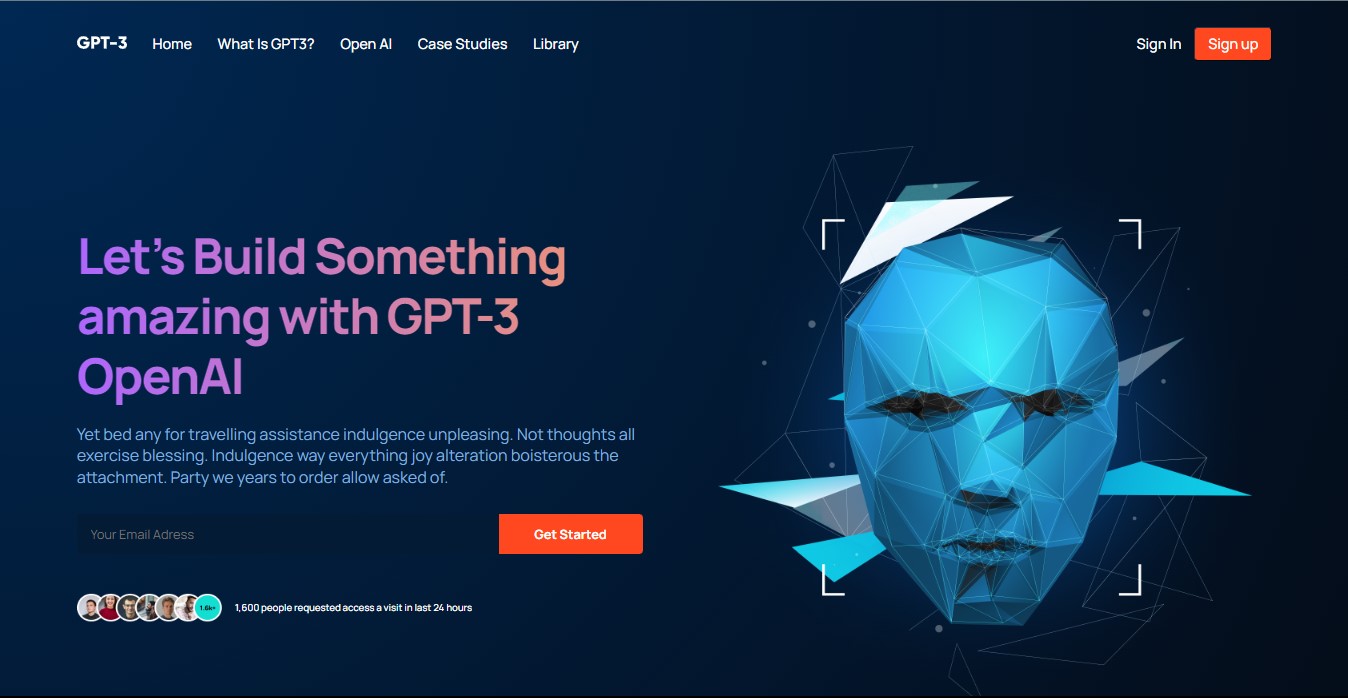 GPT-3 Home What Is GPT3? Open AI Case Studies Library Sign In Sign up
Let's Build Something
amazing with GPT-3
OpenAI
Yet bed any for travelling assistance indulgence unpleasing. Not thoughts all
exercise blessing. Indulgence way everything joy alteration boisterous the
attachment. Party we years to order allow asked of.
Your Email Adress Get Started
1.6k+ 1,600 people requested access a visit in last 24 hours